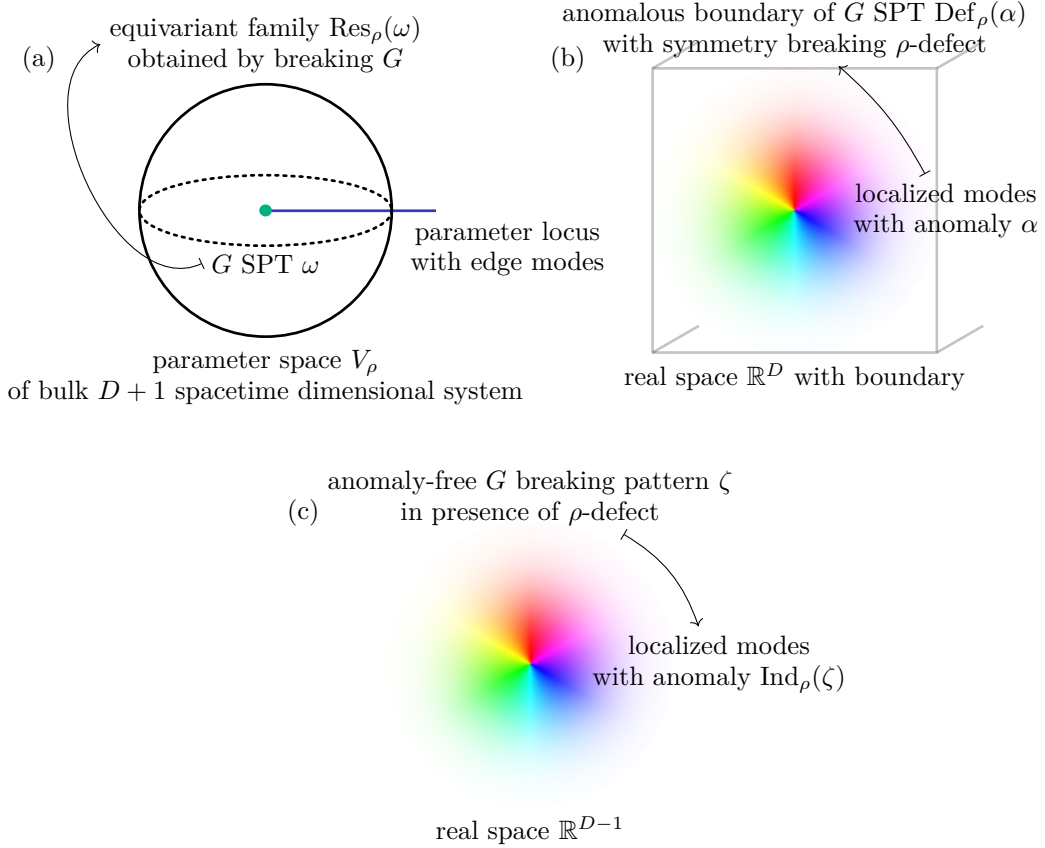 (a)
equivariant family Res_ρ(ω)
obtained by breaking G
G SPT ω
parameter locus
with edge modes
parameter space V_ρ
of bulk D + 1 spacetime dimensional system
(b)
anomalous boundary of G SPT Def_ρ(α)
with symmetry breaking ρ-defect
localized modes
with anomaly α
real space ℝ^D with boundary
(c)
anomaly-free G breaking pattern ζ
in presence of ρ-defect
localized modes
with anomaly Ind_ρ(ζ)
real space ℝ^{D−1}